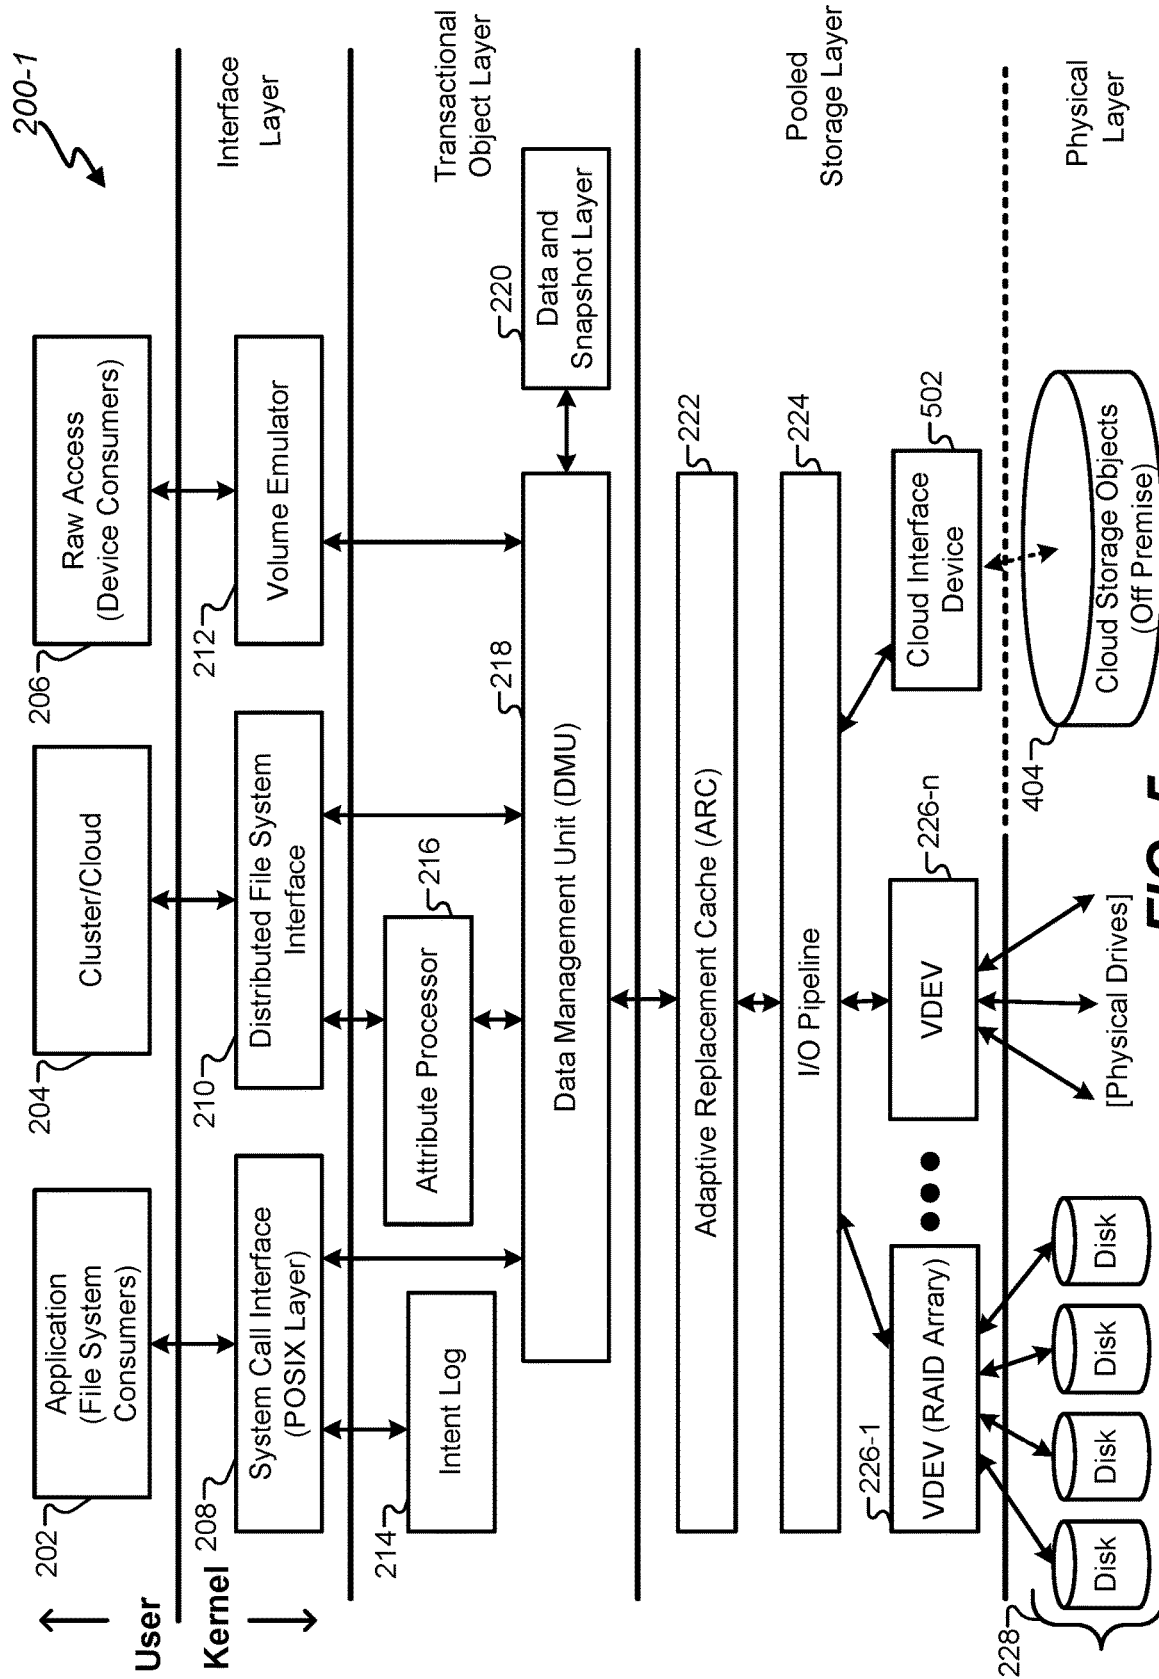 200-1
User
Kernel
202
Application
(File System
Consumers)
204
Cluster/Cloud
206
Raw Access
(Device Consumers)
Interface
Layer
208
System Call Interface
(POSIX Layer)
210
Distributed File System
Interface
212
Volume Emulator
Transactional
Object Layer
214
Intent Log
Attribute Processor
216
218
Data Management Unit (DMU)
220
Data and
Snapshot Layer
Pooled
Storage Layer
Adaptive Replacement Cache (ARC)
222
I/O Pipeline
224
226-1
VDEV (RAID Arrary)
VDEV
226-n
Cloud Interface
Device
502
Physical
Layer
228
Disk
Disk
Disk
Disk
[Physical Drives]
404
Cloud Storage Objects
(Off Premise)